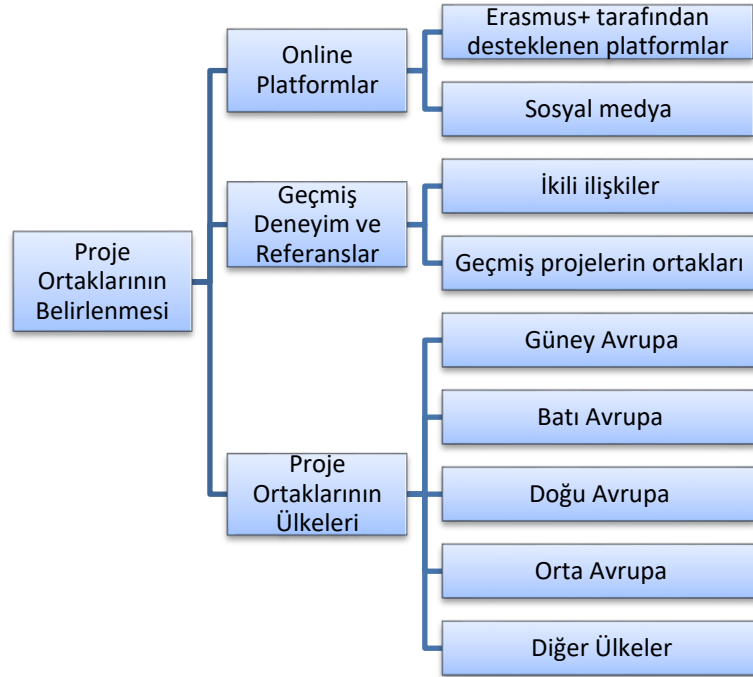 Proje
Ortaklarının
Belirlenmesi
Online
Platformlar
Erasmus+ tarafından
desteklenen platformlar
Sosyal medya
Geçmiş
Deneyim ve
Referanslar
İkili ilişkiler
Geçmiş projelerin ortakları
Proje
Ortaklarının
Ülkeleri
Güney Avrupa
Batı Avrupa
Doğu Avrupa
Orta Avrupa
Diğer Ülkeler